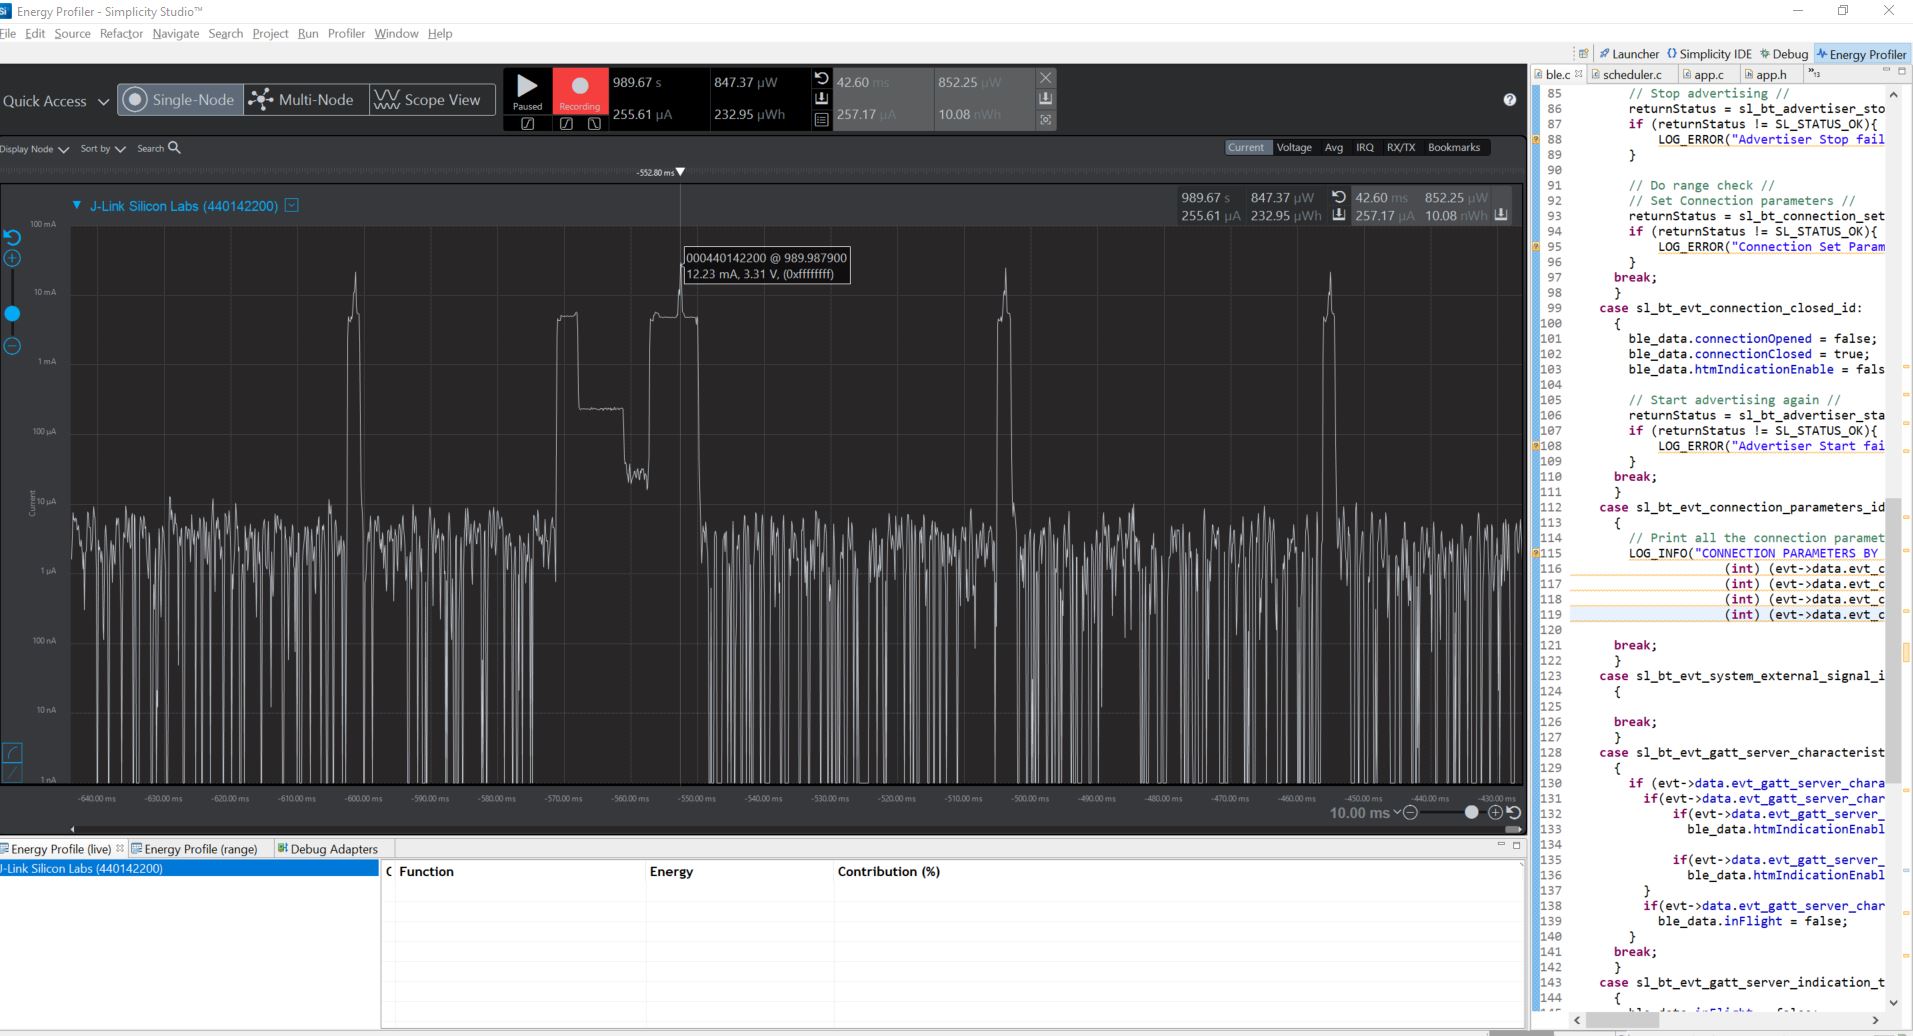 Energy Profiler - Simplicity Studio™
File Edit Source Refactor Navigate Search Project Run Profiler Window Help
Launcher Simplicity IDE Debug Energy Profiler
Quick Access Single-Node Multi-Node Scope View
Paused Recording
989.67 s 847.37 µW 42.60 ms 852.25 µW
255.61 µA 232.95 µWh 257.17 µA 10.08 nWh
Display Node Sort by Search
Current Voltage Avg IRQ RX/TX Bookmarks
-552.80 ms
J-Link Silicon Labs (440142200)
989.67 s 847.37 µW 42.60 ms 852.25 µW
255.61 µA 232.95 µWh 257.17 µA 10.08 nWh
000440142200 @ 989.987900
12.23 mA, 3.31 V, (0xffffffff)
100 mA
10 mA
1 mA
100 µA
10 µA
1 µA
100 nA
10 nA
1 nA
Current
-640.00 ms -630.00 ms -620.00 ms -610.00 ms -600.00 ms -590.00 ms -580.00 ms -570.00 ms -560.00 ms -550.00 ms -540.00 ms -530.00 ms -520.00 ms -510.00 ms -500.00 ms -490.00 ms -480.00 ms -470.00 ms -460.00 ms -450.00 ms -440.00 ms -430.00 ms
10.00 ms
Energy Profile (live) Energy Profile (range) Debug Adapters
J-Link Silicon Labs (440142200)
C Function Energy Contribution (%)
ble.c scheduler.c app.c app.h »13
85 // Stop advertising //
86 returnStatus = sl_bt_advertiser_sto
87 if (returnStatus != SL_STATUS_OK){
88 LOG_ERROR("Advertiser Stop fail
89 }
90
91 // Do range check //
92 // Set Connection parameters //
93 returnStatus = sl_bt_connection_set
94 if (returnStatus != SL_STATUS_OK){
95 LOG_ERROR("Connection Set Param
96 }
97 break;
98 }
99 case sl_bt_evt_connection_closed_id:
100 {
101 ble_data.connectionOpened = false;
102 ble_data.connectionClosed = true;
103 ble_data.htmIndicationEnable = fals
104
105 // Start advertising again //
106 returnStatus = sl_bt_advertiser_sta
107 if (returnStatus != SL_STATUS_OK){
108 LOG_ERROR("Advertiser Start fai
109 }
110 break;
111 }
112 case sl_bt_evt_connection_parameters_id
113 {
114 // Print all the connection paramet
115 LOG_INFO("CONNECTION PARAMETERS BY
116 (int) (evt->data.evt_c
117 (int) (evt->data.evt_c
118 (int) (evt->data.evt_c
119 (int) (evt->data.evt_c
120
121 break;
122 }
123 case sl_bt_evt_system_external_signal_i
124 {
125
126 break;
127 }
128 case sl_bt_evt_gatt_server_characterist
129 {
130 if (evt->data.evt_gatt_server_chara
131 if(evt->data.evt_gatt_server_char
132 if(evt->data.evt_gatt_server_
133 ble_data.htmIndicationEnabl
134
135 if(evt->data.evt_gatt_server_
136 ble_data.htmIndicationEnabl
137 }
138 if(evt->data.evt_gatt_server_char
139 ble_data.inFlight = false;
140 }
141 break;
142 }
143 case sl_bt_evt_gatt_server_indication_t
144 {